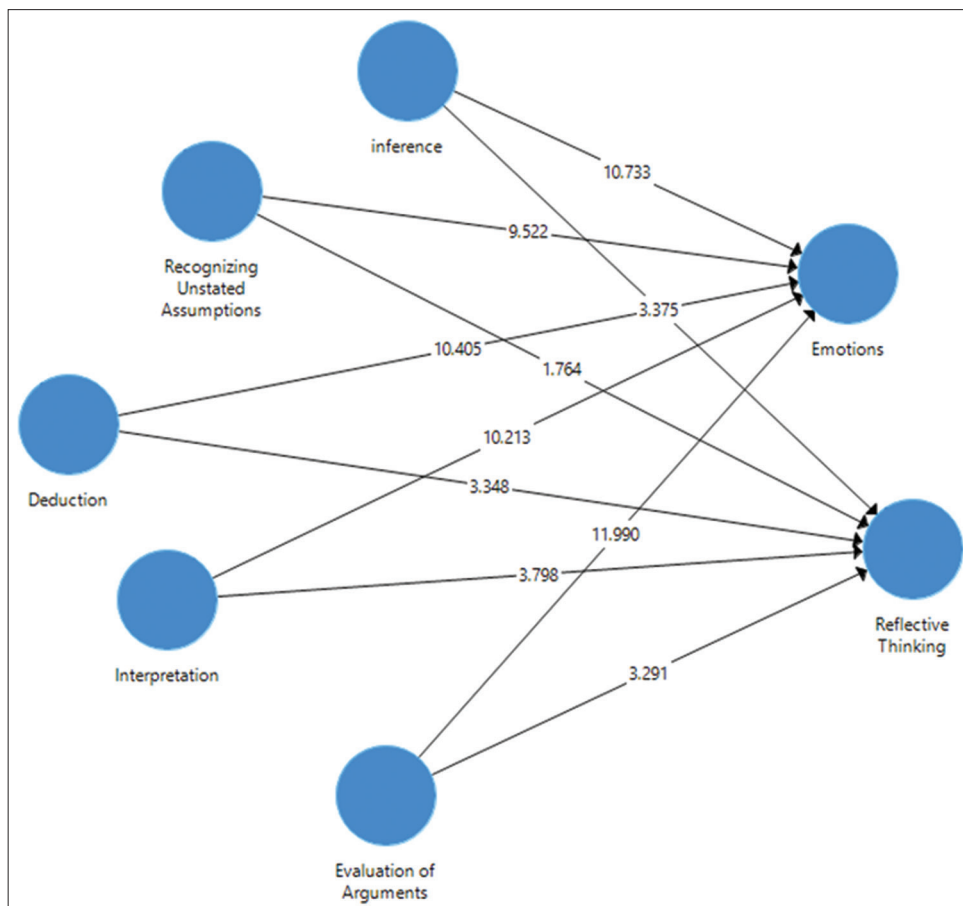 inference
10.733
9.522
Recognizing
Unstated
Assumptions
3.375
10.405
Emotions
1.764
10.213
3.348
Deduction
11.990
3.798
Reflective
Thinking
Interpretation
3.291
Evaluation of
Arguments